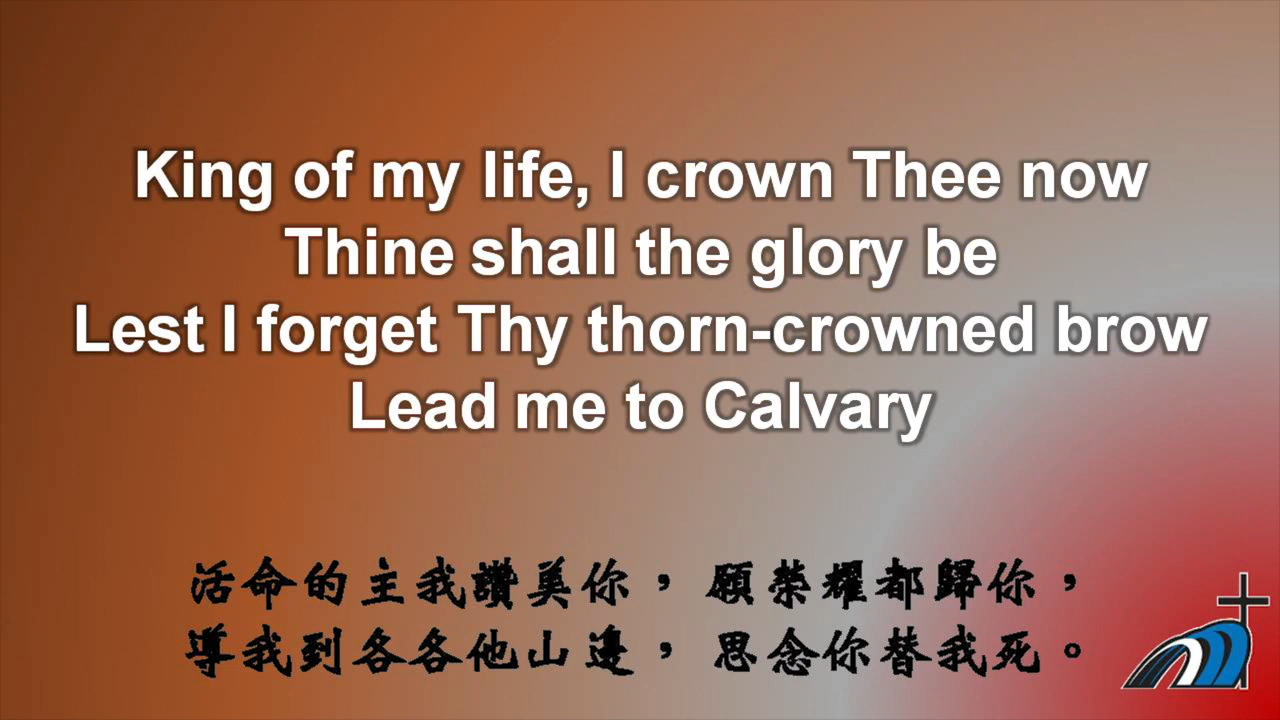 King of my life, I crown Thee now
Thine shall the glory be
Lest I forget Thy thorn-crowned brow
Lead me to Calvary
活命的主我讚美你，願榮耀都歸你，
導我到各各他山邊，思念你替我死。